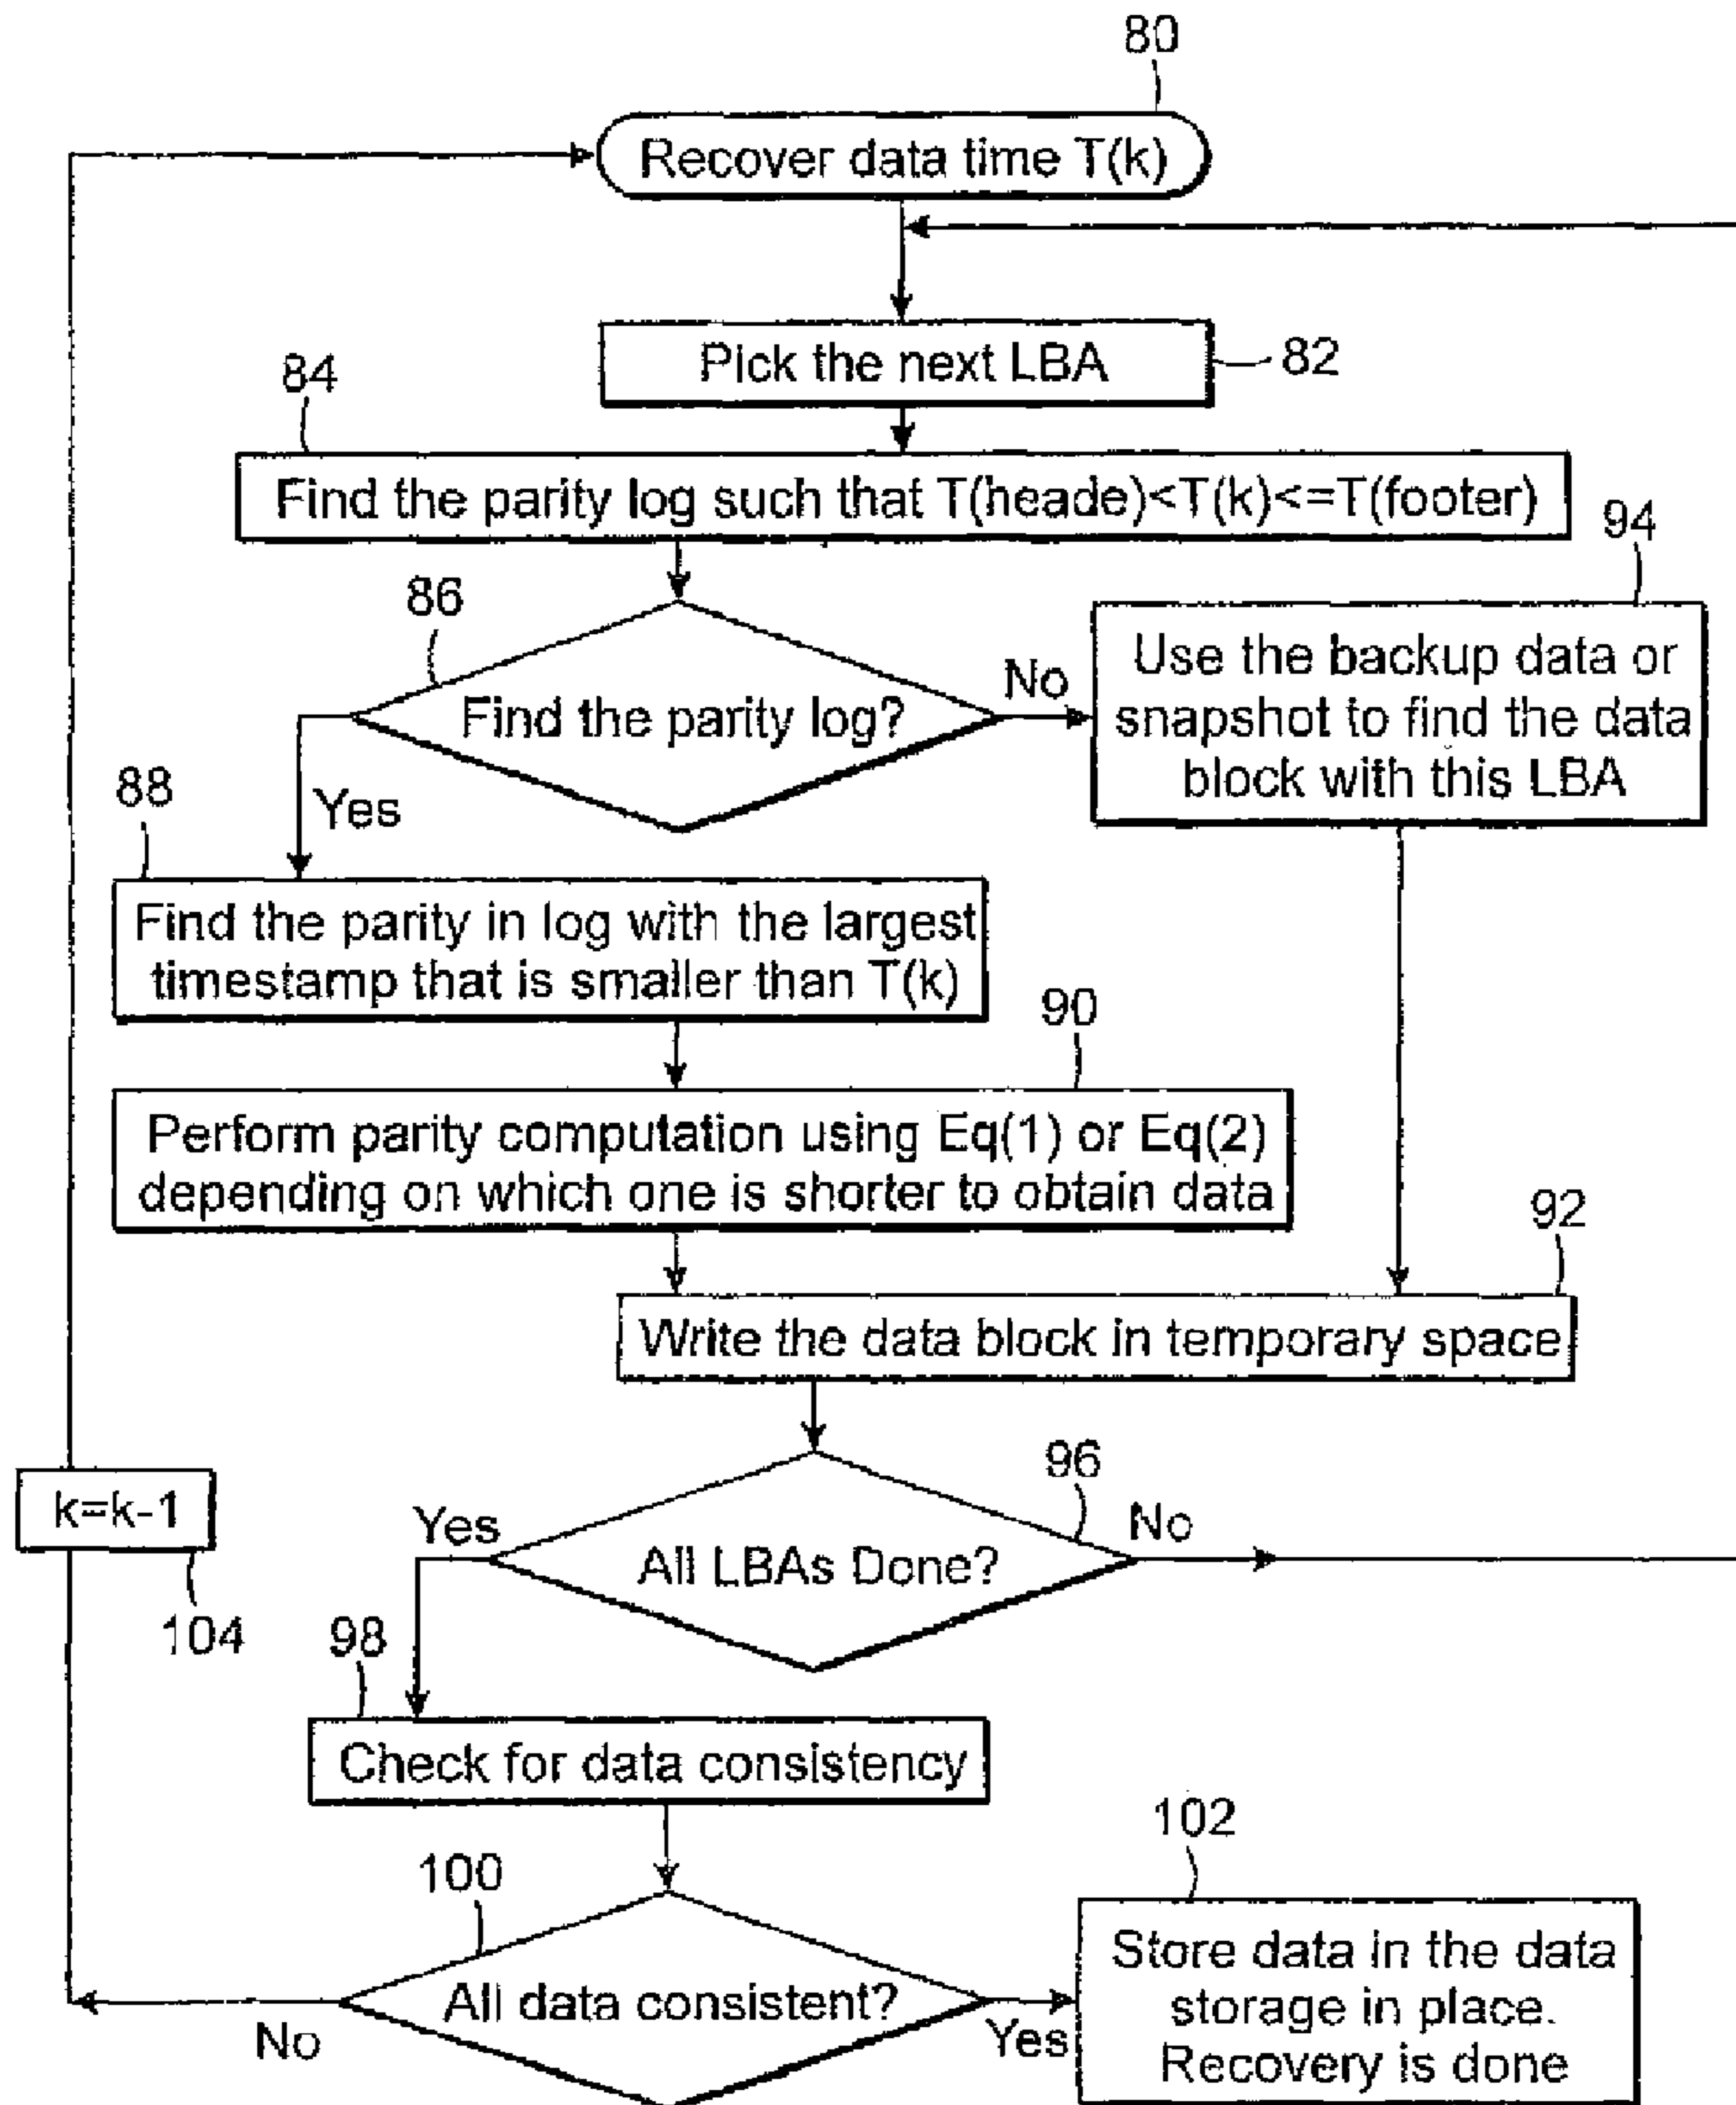 80
Recover data time T(k)
Pick the next LBA
82
84
Find the parity log such that T(heade)<T(k)<=T(footer)
94
86
Find the parity log?
No
Use the backup data or
snapshot to find the data
block with this LBA
Yes
88
Find the parity in log with the largest
timestamp that is smaller than T(k)
90
Perform parity computation using Eq(1) or Eq(2)
depending on which one is shorter to obtain data
92
Write the data block in temporary space
96
k=k-1
104
Yes
All LBAs Done?
No
98
Check for data consistency
102
100
All data consistent?
No
Yes
Store data in the data
storage in place.
Recovery is done